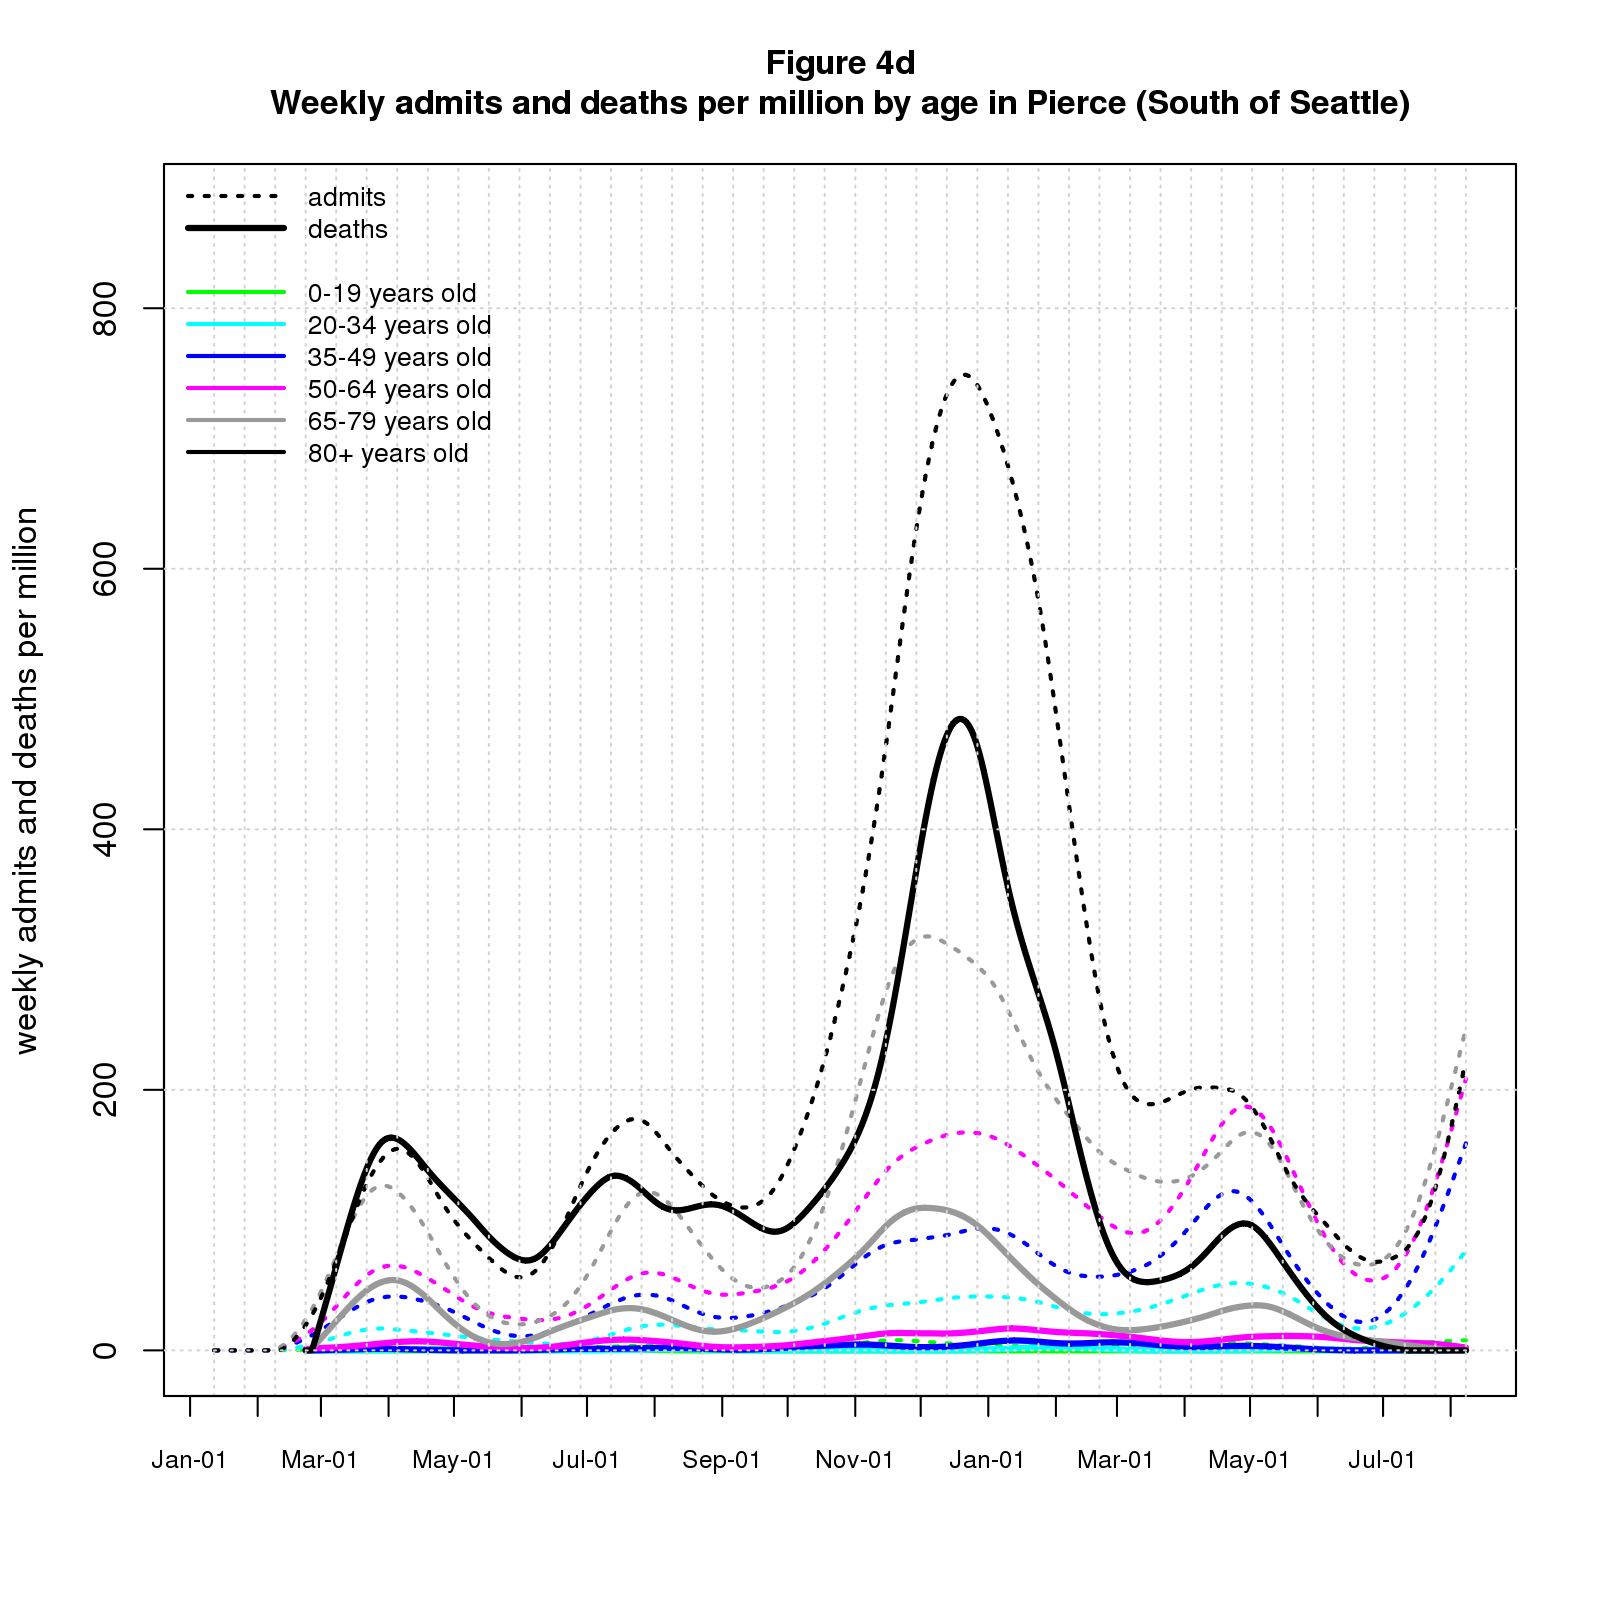 Figure 4d
Weekly admits and deaths per million by age in Pierce (South of Seattle)
admits
deaths
0-19 years old
20-34 years old
35-49 years old
50-64 years old
65-79 years old
80+ years old
weekly admits and deaths per million
800
600
400
200
0
Jan-01 Mar-01 May-01 Jul-01 Sep-01 Nov-01 Jan-01 Mar-01 May-01 Jul-01